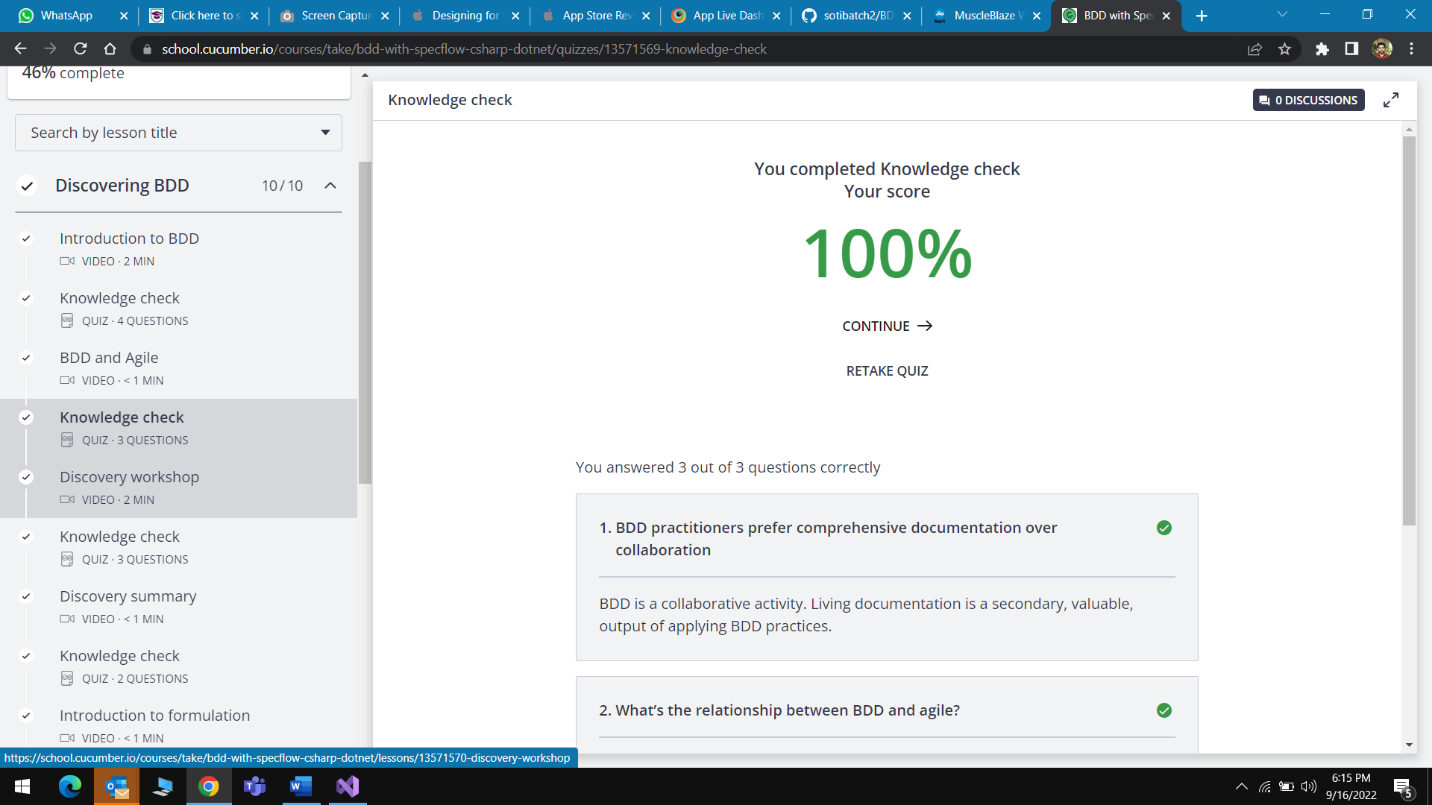 WhatsApp
Click here to s
Screen Captur
Designing for
App Store Rev
App Live Dash
sotibatch2/BD
MuscleBlaze W
BDD with Spec
school.cucumber.io/courses/take/bdd-with-specflow-csharp-dotnet/quizzes/13571569-knowledge-check
46% complete
Search by lesson title
Discovering BDD 10 / 10
Introduction to BDD
VIDEO · 2 MIN
Knowledge check
QUIZ · 4 QUESTIONS
BDD and Agile
VIDEO · < 1 MIN
Knowledge check
QUIZ · 3 QUESTIONS
Discovery workshop
VIDEO · 2 MIN
Knowledge check
QUIZ · 3 QUESTIONS
Discovery summary
VIDEO · < 1 MIN
Knowledge check
QUIZ · 2 QUESTIONS
Introduction to formulation
VIDEO · < 1 MIN
Knowledge check
0 DISCUSSIONS
You completed Knowledge check
Your score
100%
CONTINUE →
RETAKE QUIZ
You answered 3 out of 3 questions correctly
1. BDD practitioners prefer comprehensive documentation over
collaboration
BDD is a collaborative activity. Living documentation is a secondary, valuable,
output of applying BDD practices.
2. What's the relationship between BDD and agile?
https://school.cucumber.io/courses/take/bdd-with-specflow-csharp-dotnet/lessons/13571570-discovery-workshop
6:15 PM
9/16/2022
5